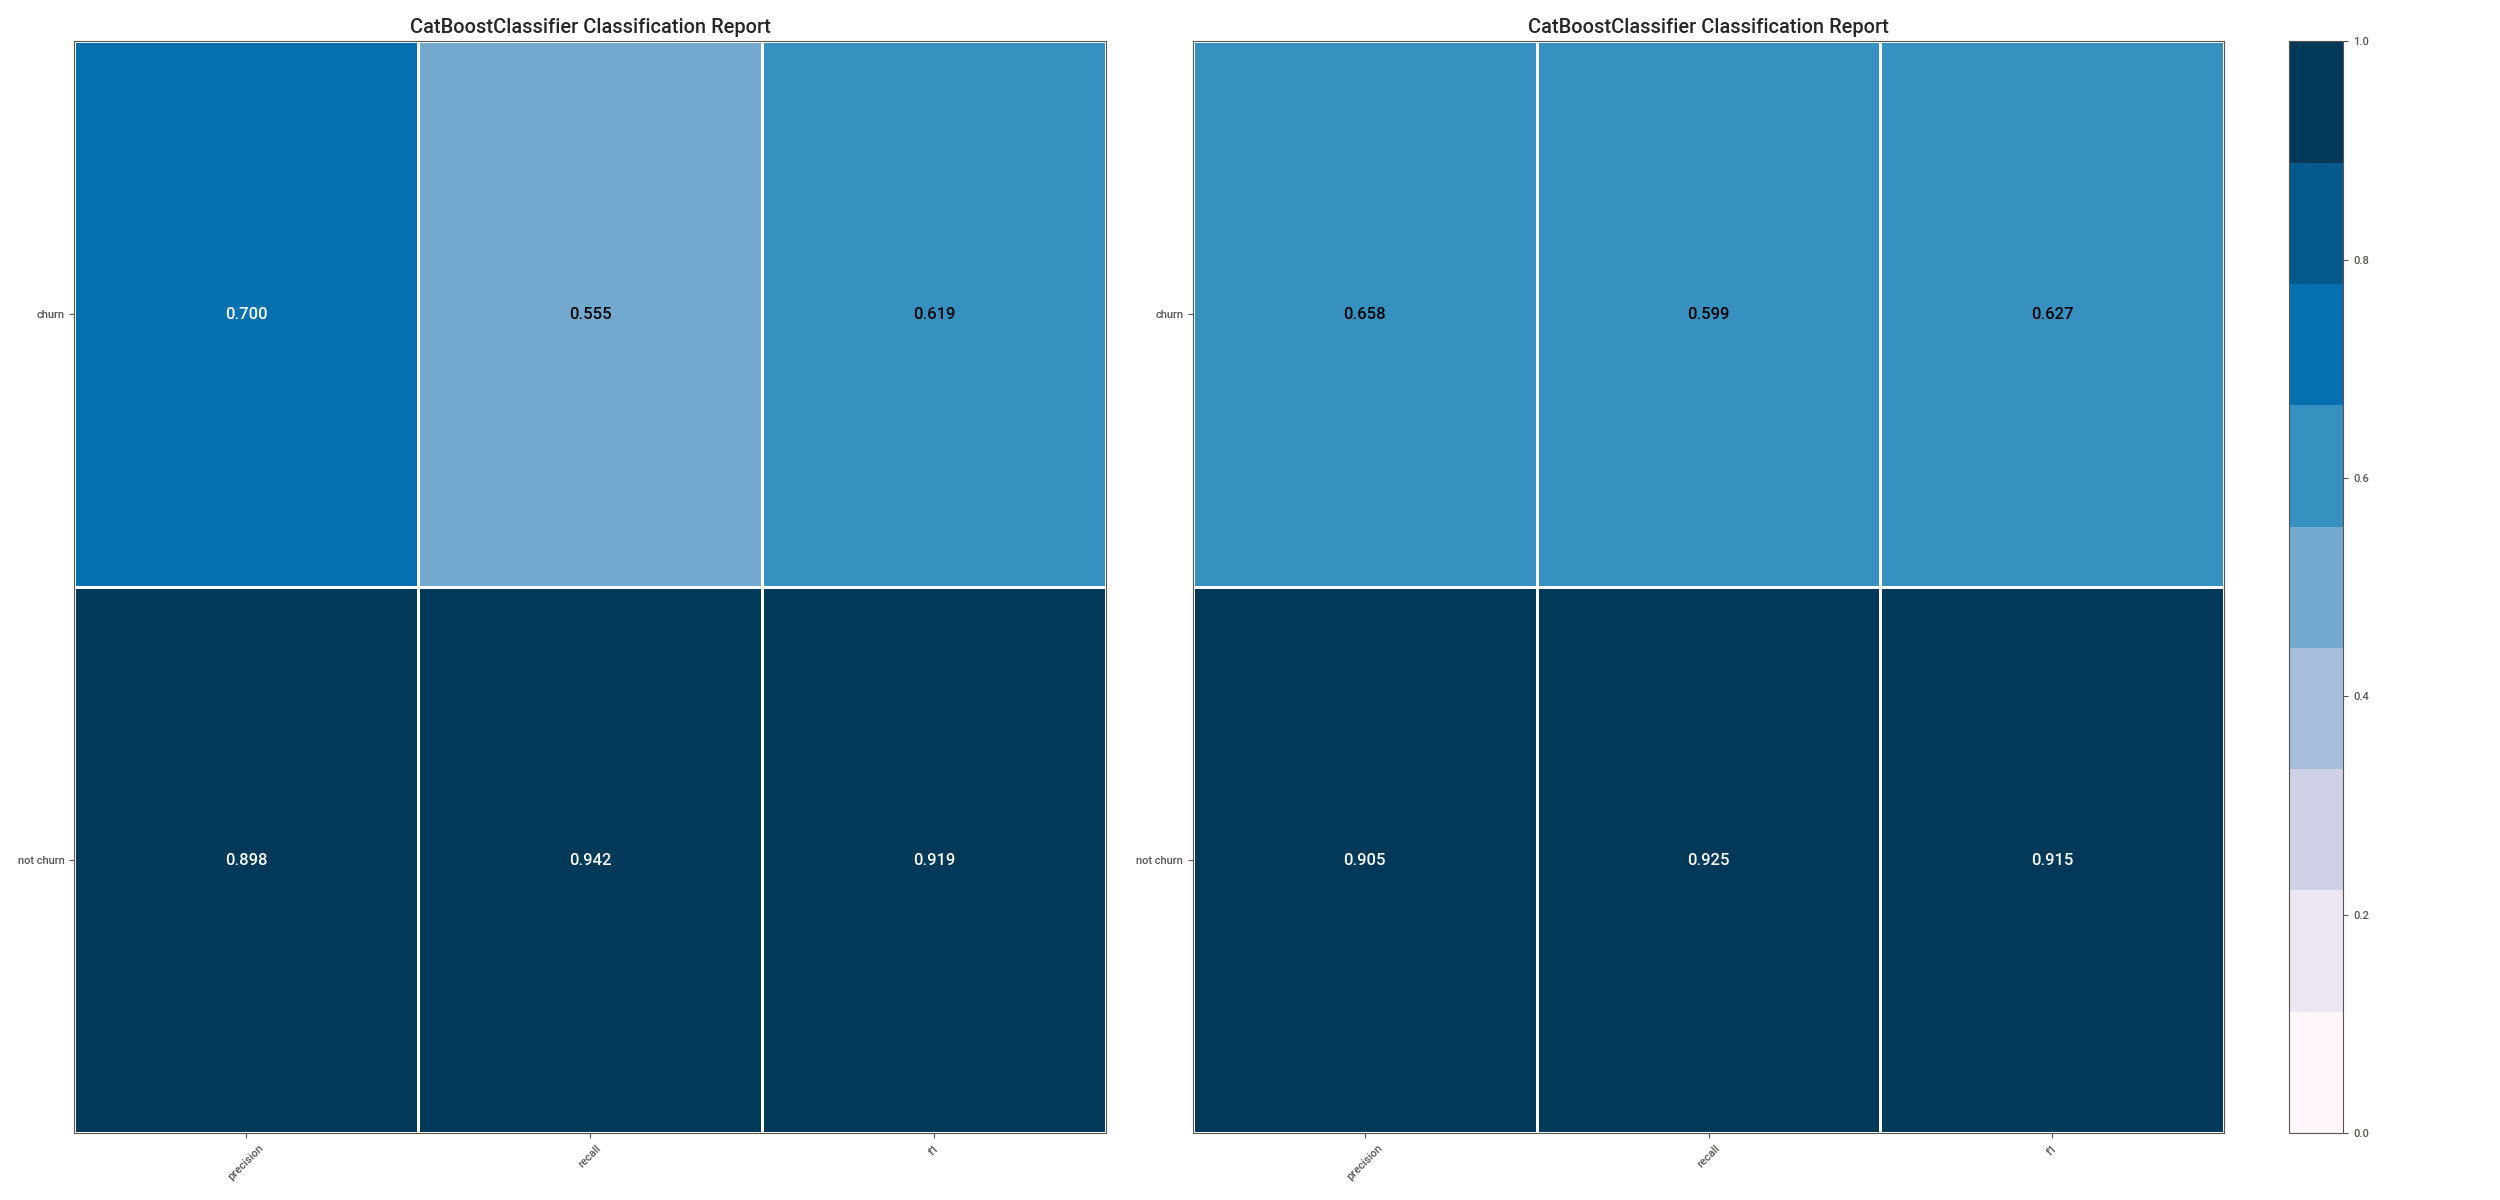 CatBoostClassifier Classification Report
churn
0.700
0.555
0.619
not churn
0.898
0.942
0.919
precision
recall
f1
CatBoostClassifier Classification Report
churn
0.658
0.599
0.627
not churn
0.905
0.925
0.915
precision
recall
f1
1.0
0.8
0.6
0.4
0.2
0.0